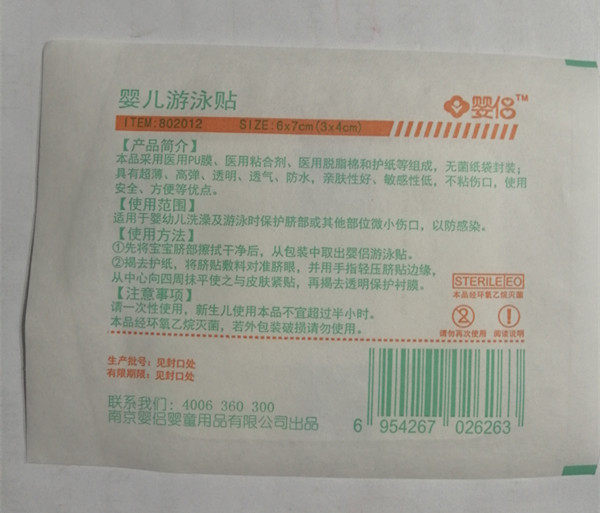 婴儿游泳贴
婴侣™
ITEM:802012 SIZE:6x7cm(3x4cm)
【产品简介】
本品采用医用PU膜、医用粘合剂、医用脱脂棉和护纸等组成，无菌纸袋封装；
具有超薄、高弹、透明、透气、防水，亲肤性好、敏感性低，不粘伤口，使用
安全、方便等优点。
【使用范围】
适用于婴幼儿洗澡及游泳时保护脐部或其他部位微小伤口，以防感染。
【使用方法】
①先将宝宝脐部擦拭干净后，从包装中取出婴侣游泳贴。
②揭去护纸，将脐贴敷料对准脐眼，并用手指轻压脐贴边缘，
从中心向四周抹平使之与皮肤紧贴，再揭去透明保护衬膜。
【注意事项】
请一次性使用，新生儿使用本品不宜超过半小时。
本品经环氧乙烷灭菌，若外包装破损请勿使用。
STERILE EO
本品经环氧乙烷灭菌
②
请勿再次使用 阅读说明
生产批号：见封口处
有限期限：见封口处
联系我们：4006 360 300
南京婴侣婴童用品有限公司出品
6 954267 026263